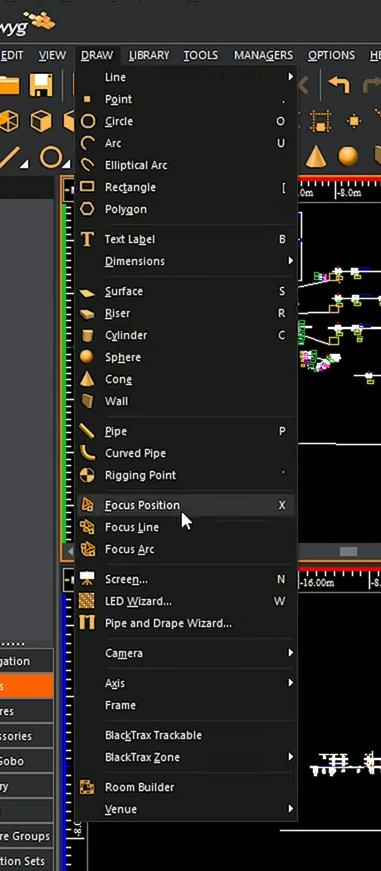 wyg
EDIT VIEW DRAW LIBRARY TOOLS MANAGERS OPTIONS HE
Line
Point .
Circle O
Arc U
Elliptical Arc
Rectangle [
Polygon
Text Label B
Dimensions
Surface S
Riser R
Cylinder C
Sphere
Cone
Wall
Pipe P
Curved Pipe
Rigging Point '
Focus Position X
Focus Line
Focus Arc
Screen... N
LED Wizard... W
Pipe and Drape Wizard...
Camera
Axis
Frame
BlackTrax Trackable
BlackTrax Zone
Room Builder
Venue
-8.0m
-16.00m -8.
gation
s
res
ssories
Gobo
ry
re Groups
tion Sets